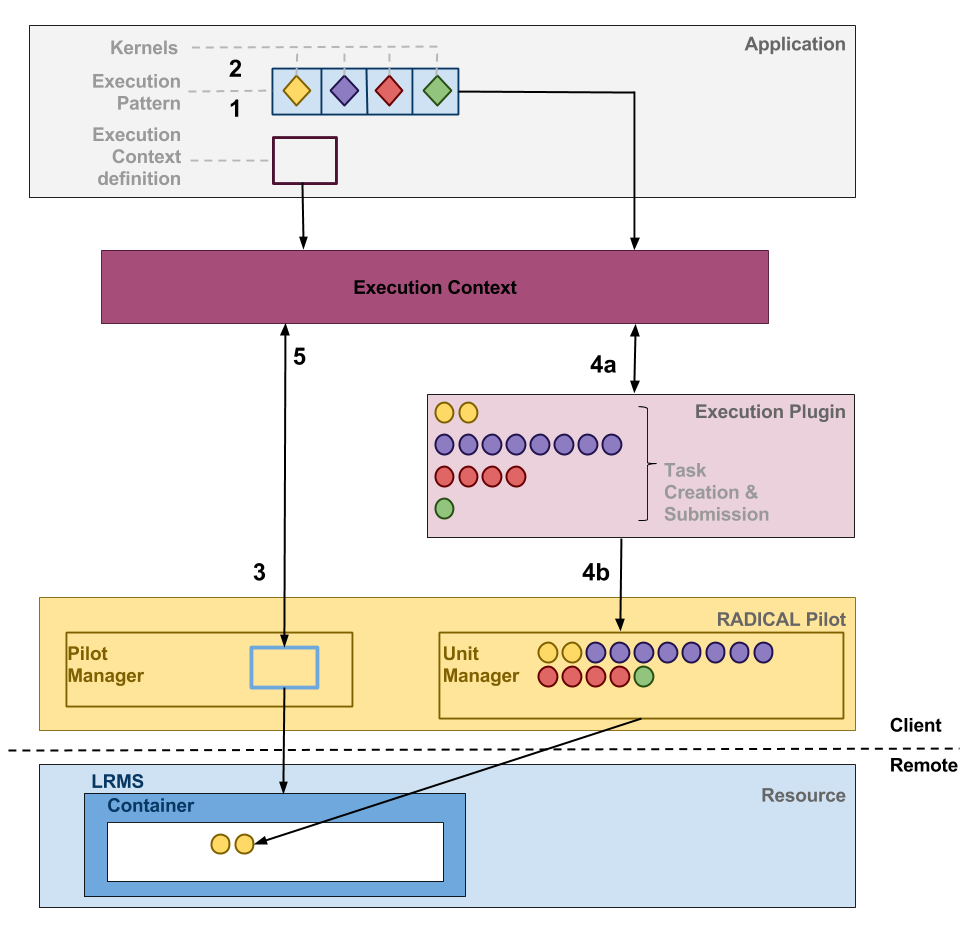 Application
Kernels
2
Execution
Pattern
1
Execution
Context
definition
Execution Context
5
4a
Execution Plugin
Task
Creation &
Submission
3
4b
RADICAL Pilot
Pilot
Manager
Unit
Manager
Client
Remote
LRMS
Container
Resource